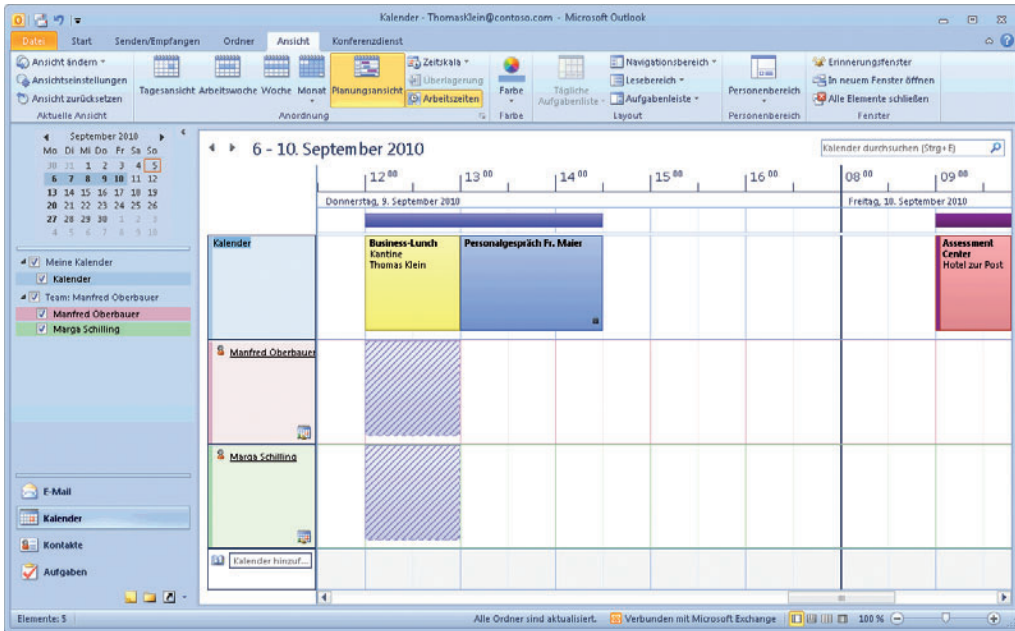 Kalender - ThomasKlein@contoso.com - Microsoft Outlook
Datei Start Senden/Empfangen Ordner Ansicht Konferenzdienst
Ansicht ändern
Ansichtseinstellungen
Ansicht zurücksetzen
Aktuelle Ansicht
Tagesansicht Arbeitswoche Woche Monat Planungsansicht
Zeitskala
Überlagerung
Arbeitszeiten
Anordnung
Farbe
Farbe
Tägliche
Aufgabenliste
Navigationsbereich
Lesebereich
Aufgabenleiste
Layout
Personenbereich
Personenbereich
Erinnerungsfenster
In neuem Fenster öffnen
Alle Elemente schließen
Fenster
September 2010
Mo Di Mi Do Fr Sa So
30 31 1 2 3 4 5
6 7 8 9 10 11 12
13 14 15 16 17 18 19
20 21 22 23 24 25 26
27 28 29 30 1 2 3
4 5 6 7 8 9 10
Meine Kalender
Kalender
Team: Manfred Oberbauer
Manfred Oberbauer
Marga Schilling
E-Mail
Kalender
Kontakte
Aufgaben
6 - 10. September 2010
Kalender durchsuchen (Strg+E)
12 00 13 00 14 00 15 00 16 00 08 00 09 00
Donnerstag, 9. September 2010 Freitag, 10. September 2010
Kalender
Business-Lunch
Kantine
Thomas Klein
Personalgespräch Fr. Maier
Assessment
Center
Hotel zur Post
Manfred Oberbauer
Marga Schilling
Kalender hinzuf...
Elemente: 5 Alle Ordner sind aktualisiert. Verbunden mit Microsoft Exchange 100 %